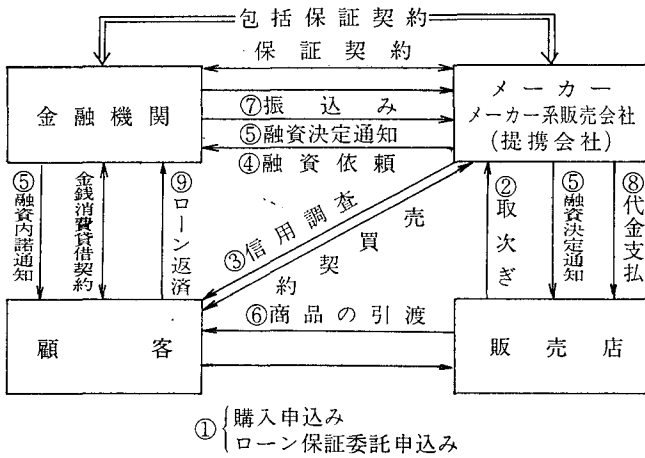 包括保証契約
保証契約
金融機関
メーカー
メーカー系販売会社
(提携会社)
⑦振込み
⑤融資決定通知
④融資依頼
⑤融資内諾通知
金銭消費貸借契約
⑨ローン返済
③信用調査
売買契約
②取次ぎ
⑤融資決定通知
⑧代金支払
⑥商品の引渡
顧客
販売店
①
購入申込み
ローン保証委託申込み